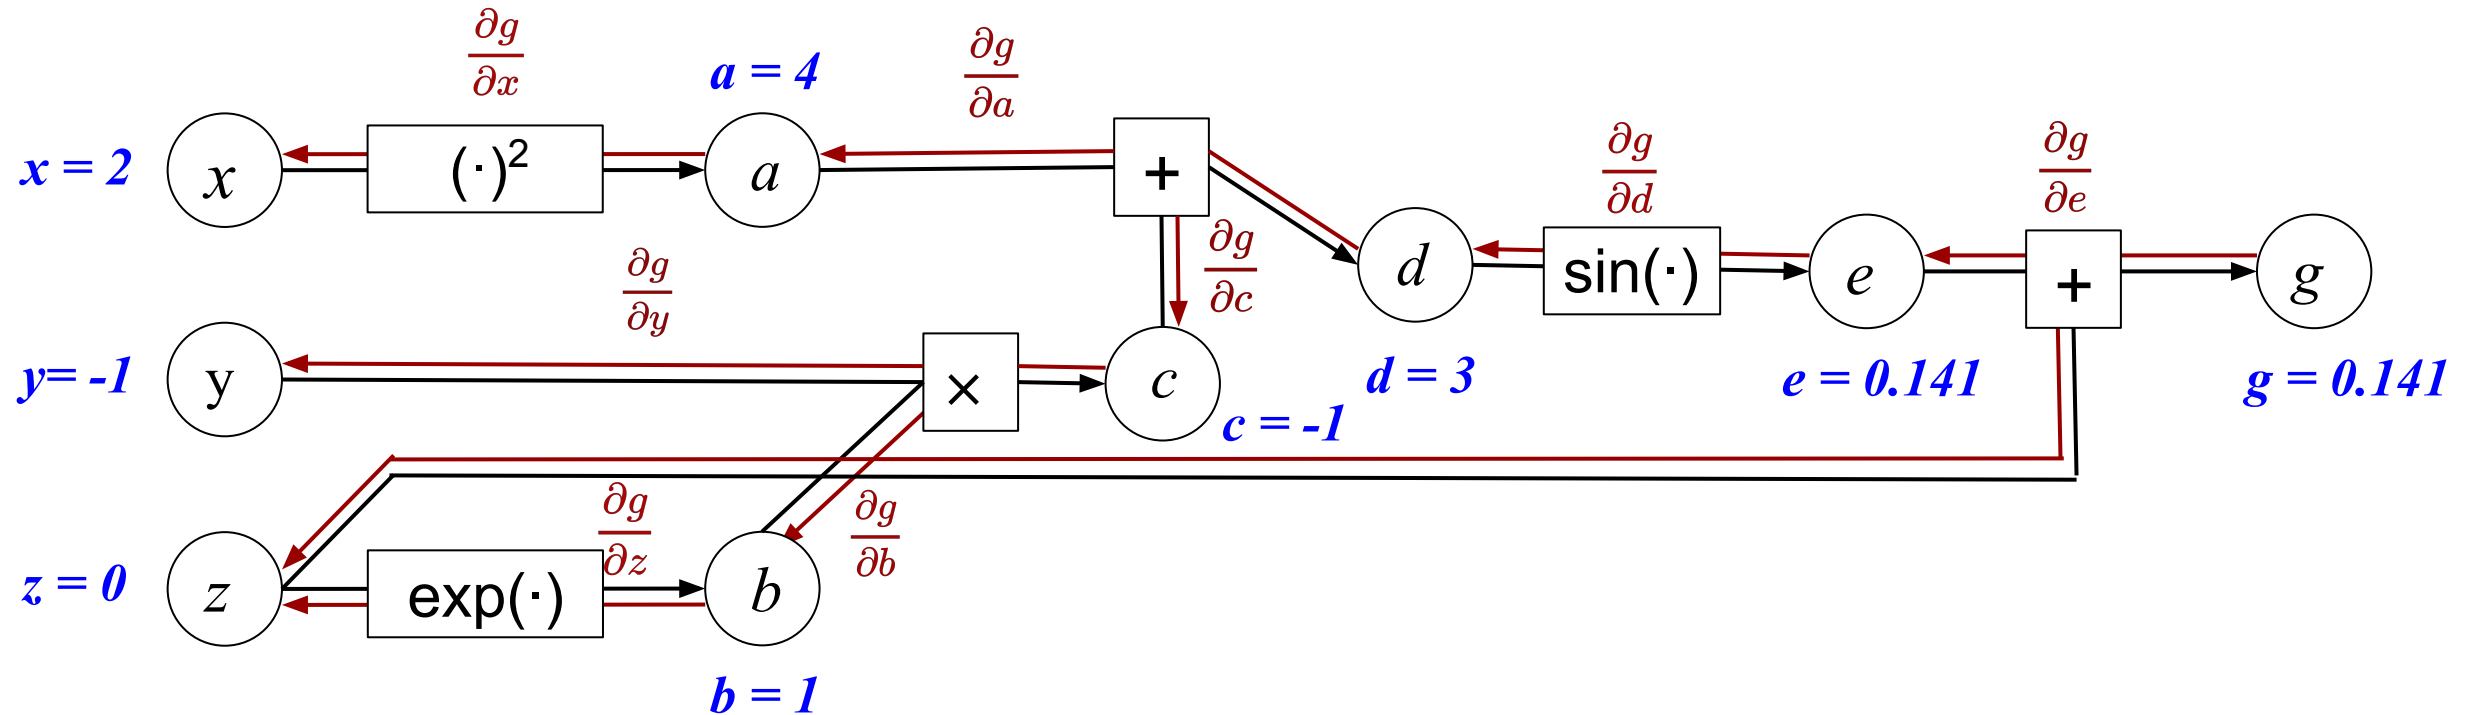 ∂g/∂x
a = 4
∂g/∂a
x = 2
x
(·)²
a
+
∂g/∂d
∂g/∂e
d
sin(·)
e
+
g
∂g/∂c
∂g/∂y
y= -1
y
×
c
c = -1
d = 3
e = 0.141
g = 0.141
z = 0
z
exp(·)
∂g/∂z
b
∂g/∂b
b = 1